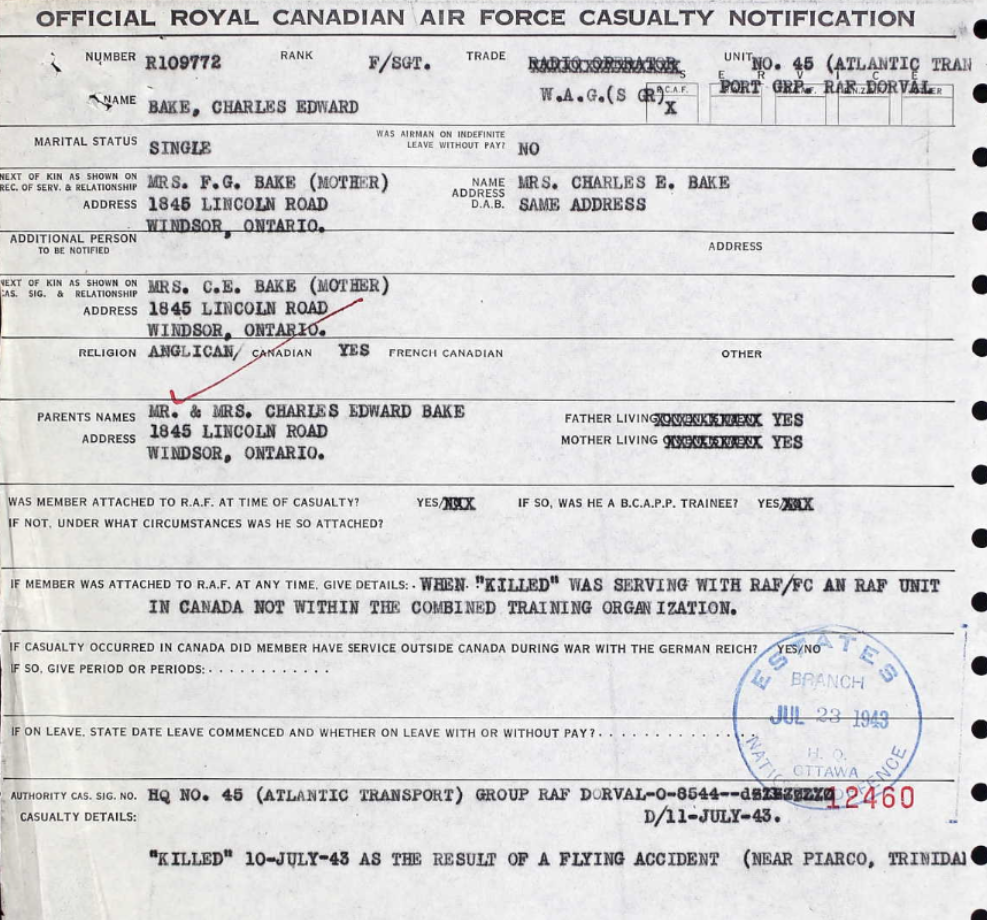 OFFICIAL ROYAL CANADIAN AIR FORCE CASUALTY NOTIFICATION
NUMBER R109772 RANK F/SGT. TRADE RADIO OPERATOR UNIT NO. 45 (ATLANTIC TRAN
S E R V I C E
W.A.G.(S GR) R.C.A.F. X PORT GRP. RAF DORVAL
NAME BAKE, CHARLES EDWARD
MARITAL STATUS SINGLE WAS AIRMAN ON INDEFINITE LEAVE WITHOUT PAY? NO
NEXT OF KIN AS SHOWN ON REC. OF SERV. & RELATIONSHIP MRS. F.G. BAKE (MOTHER) NAME ADDRESS D.A.B. MRS. CHARLES E. BAKE
ADDRESS 1845 LINCOLN ROAD SAME ADDRESS
WINDSOR, ONTARIO.
ADDITIONAL PERSON TO BE NOTIFIED ADDRESS
NEXT OF KIN AS SHOWN ON CAS. SIG. & RELATIONSHIP MRS. C.E. BAKE (MOTHER)
ADDRESS 1845 LINCOLN ROAD
WINDSOR, ONTARIO.
RELIGION ANGLICAN/ CANADIAN YES FRENCH CANADIAN OTHER
PARENTS NAMES MR. & MRS. CHARLES EDWARD BAKE FATHER LIVING YES
ADDRESS 1845 LINCOLN ROAD MOTHER LIVING YES
WINDSOR, ONTARIO.
WAS MEMBER ATTACHED TO R.A.F. AT TIME OF CASUALTY? YES/ IF SO, WAS HE A B.C.A.P.P. TRAINEE? YES/
IF NOT, UNDER WHAT CIRCUMSTANCES WAS HE SO ATTACHED?
IF MEMBER WAS ATTACHED TO R.A.F. AT ANY TIME, GIVE DETAILS: - WHEN "KILLED" WAS SERVING WITH RAF/FC AN RAF UNIT
IN CANADA NOT WITHIN THE COMBINED TRAINING ORGANIZATION.
IF CASUALTY OCCURRED IN CANADA DID MEMBER HAVE SERVICE OUTSIDE CANADA DURING WAR WITH THE GERMAN REICH? YES/NO
IF SO, GIVE PERIOD OR PERIODS: . . . . . . . . . . . .
ESTATES
BRANCH
JUL 23 1943
H. Q.
OTTAWA
NATIONAL DEFENCE
IF ON LEAVE, STATE DATE LEAVE COMMENCED AND WHETHER ON LEAVE WITH OR WITHOUT PAY? . . . . . . . . . . . .
AUTHORITY CAS. SIG. NO. HQ NO. 45 (ATLANTIC TRANSPORT) GROUP RAF DORVAL-O-8544-- 12460
CASUALTY DETAILS: D/11-JULY-43.
"KILLED" 10-JULY-43 AS THE RESULT OF A FLYING ACCIDENT (NEAR PIARCO, TRINIDAD